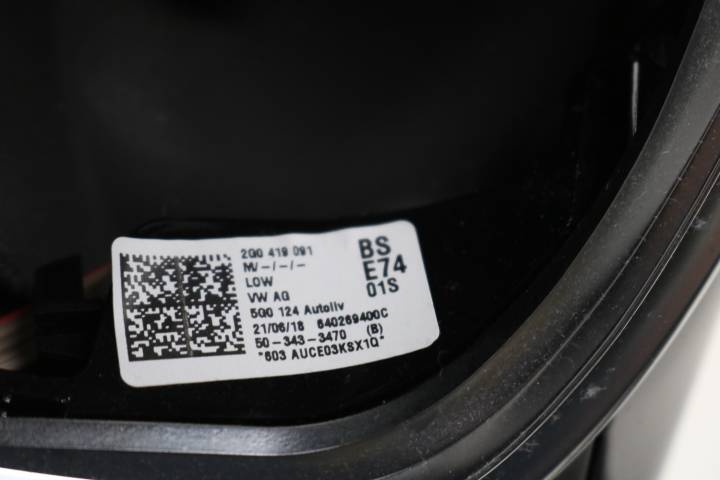 2G0 419 091
M/-/-/-
LOW
VW AG
5G0 124 Autoliv
21/06/18 640269400C
50-343-3470 (B)
"603 AUCE03KSX1Q"
BS
E74
01S